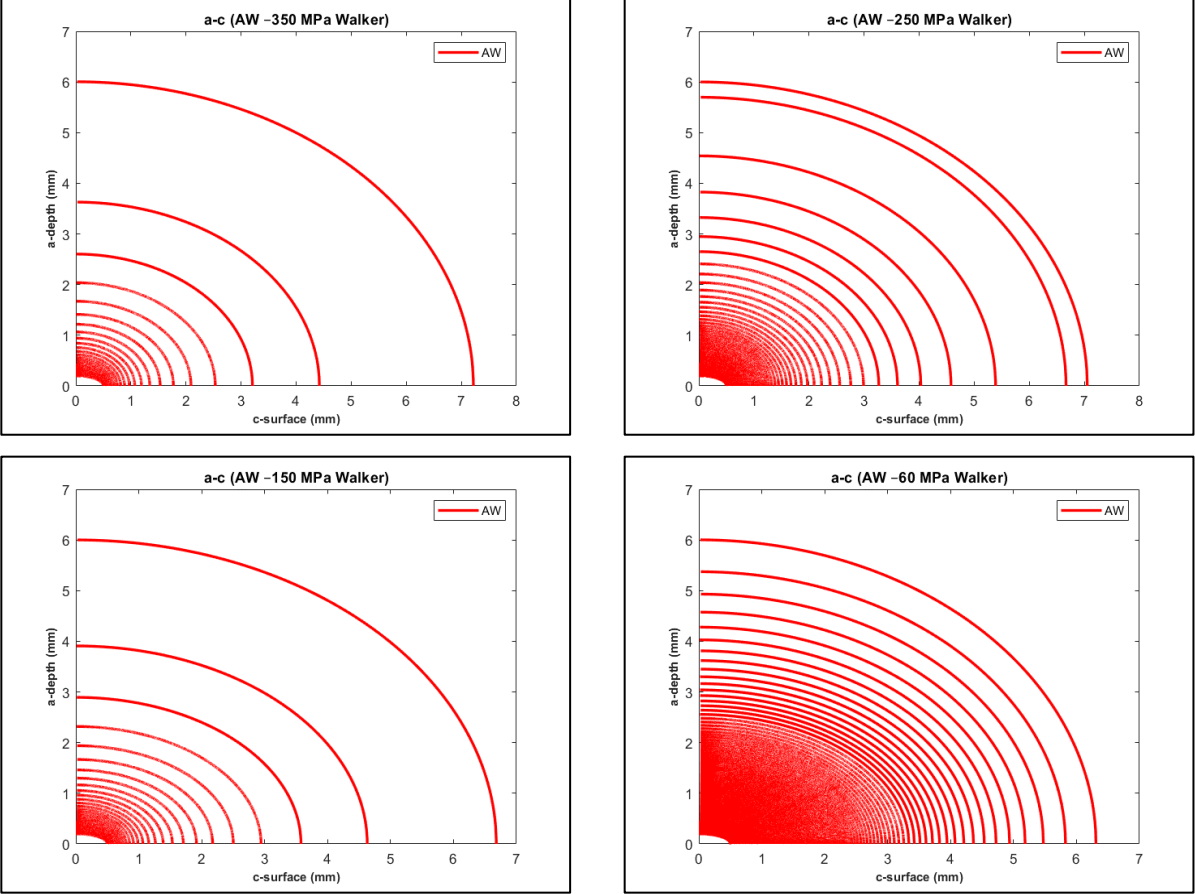 a-c (AW −350 MPa Walker)
AW
7
6
5
4
3
2
1
0
a-depth (mm)
0 1 2 3 4 5 6 7 8
c-surface (mm)
a-c (AW −250 MPa Walker)
AW
7
6
5
4
3
2
1
0
a-depth (mm)
0 1 2 3 4 5 6 7 8
c-surface (mm)
a-c (AW −150 MPa Walker)
AW
7
6
5
4
3
2
1
0
a-depth (mm)
0 1 2 3 4 5 6 7
c-surface (mm)
a-c (AW −60 MPa Walker)
AW
7
6
5
4
3
2
1
0
a-depth (mm)
0 1 2 3 4 5 6 7
c-surface (mm)